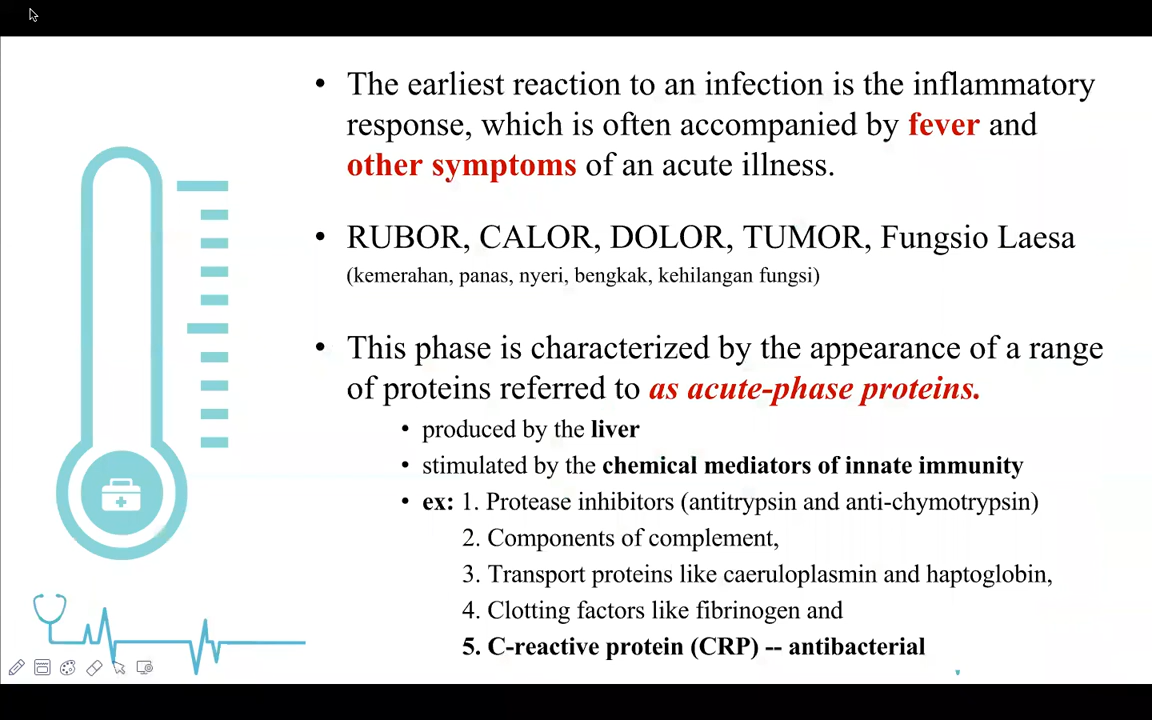 • The earliest reaction to an infection is the inflammatory
response, which is often accompanied by fever and
other symptoms of an acute illness.
• RUBOR, CALOR, DOLOR, TUMOR, Fungsio Laesa
(kemerahan, panas, nyeri, bengkak, kehilangan fungsi)
• This phase is characterized by the appearance of a range
of proteins referred to as acute-phase proteins.
• produced by the liver
• stimulated by the chemical mediators of innate immunity
• ex: 1. Protease inhibitors (antitrypsin and anti-chymotrypsin)
2. Components of complement,
3. Transport proteins like caeruloplasmin and haptoglobin,
4. Clotting factors like fibrinogen and
5. C-reactive protein (CRP) -- antibacterial